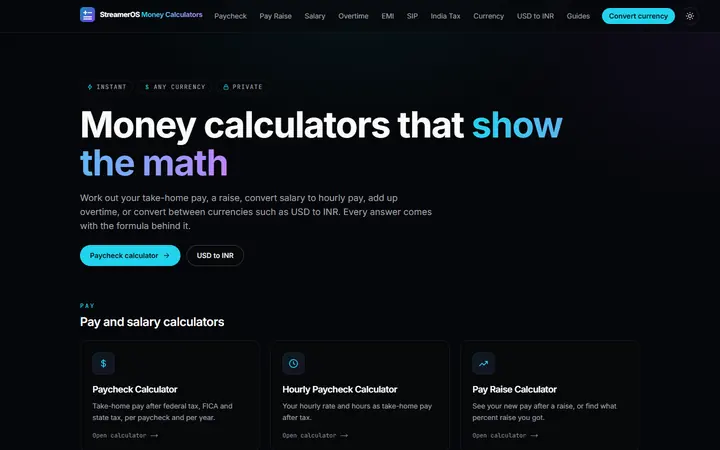 StreamerOS Money Calculators Paycheck Pay Raise Salary Overtime EMI SIP India Tax Currency USD to INR Guides Convert currency
INSTANT $ ANY CURRENCY PRIVATE
Money calculators that show
the math
Work out your take-home pay, a raise, convert salary to hourly pay, add up
overtime, or convert between currencies such as USD to INR. Every answer comes
with the formula behind it.
Paycheck calculator → USD to INR
PAY
Pay and salary calculators
$
Paycheck Calculator
Take-home pay after federal tax, FICA and
state tax, per paycheck and per year.
Open calculator →
Hourly Paycheck Calculator
Your hourly rate and hours as take-home pay
after tax.
Open calculator →
Pay Raise Calculator
See your new pay after a raise, or find what
percent raise you got.
Open calculator →